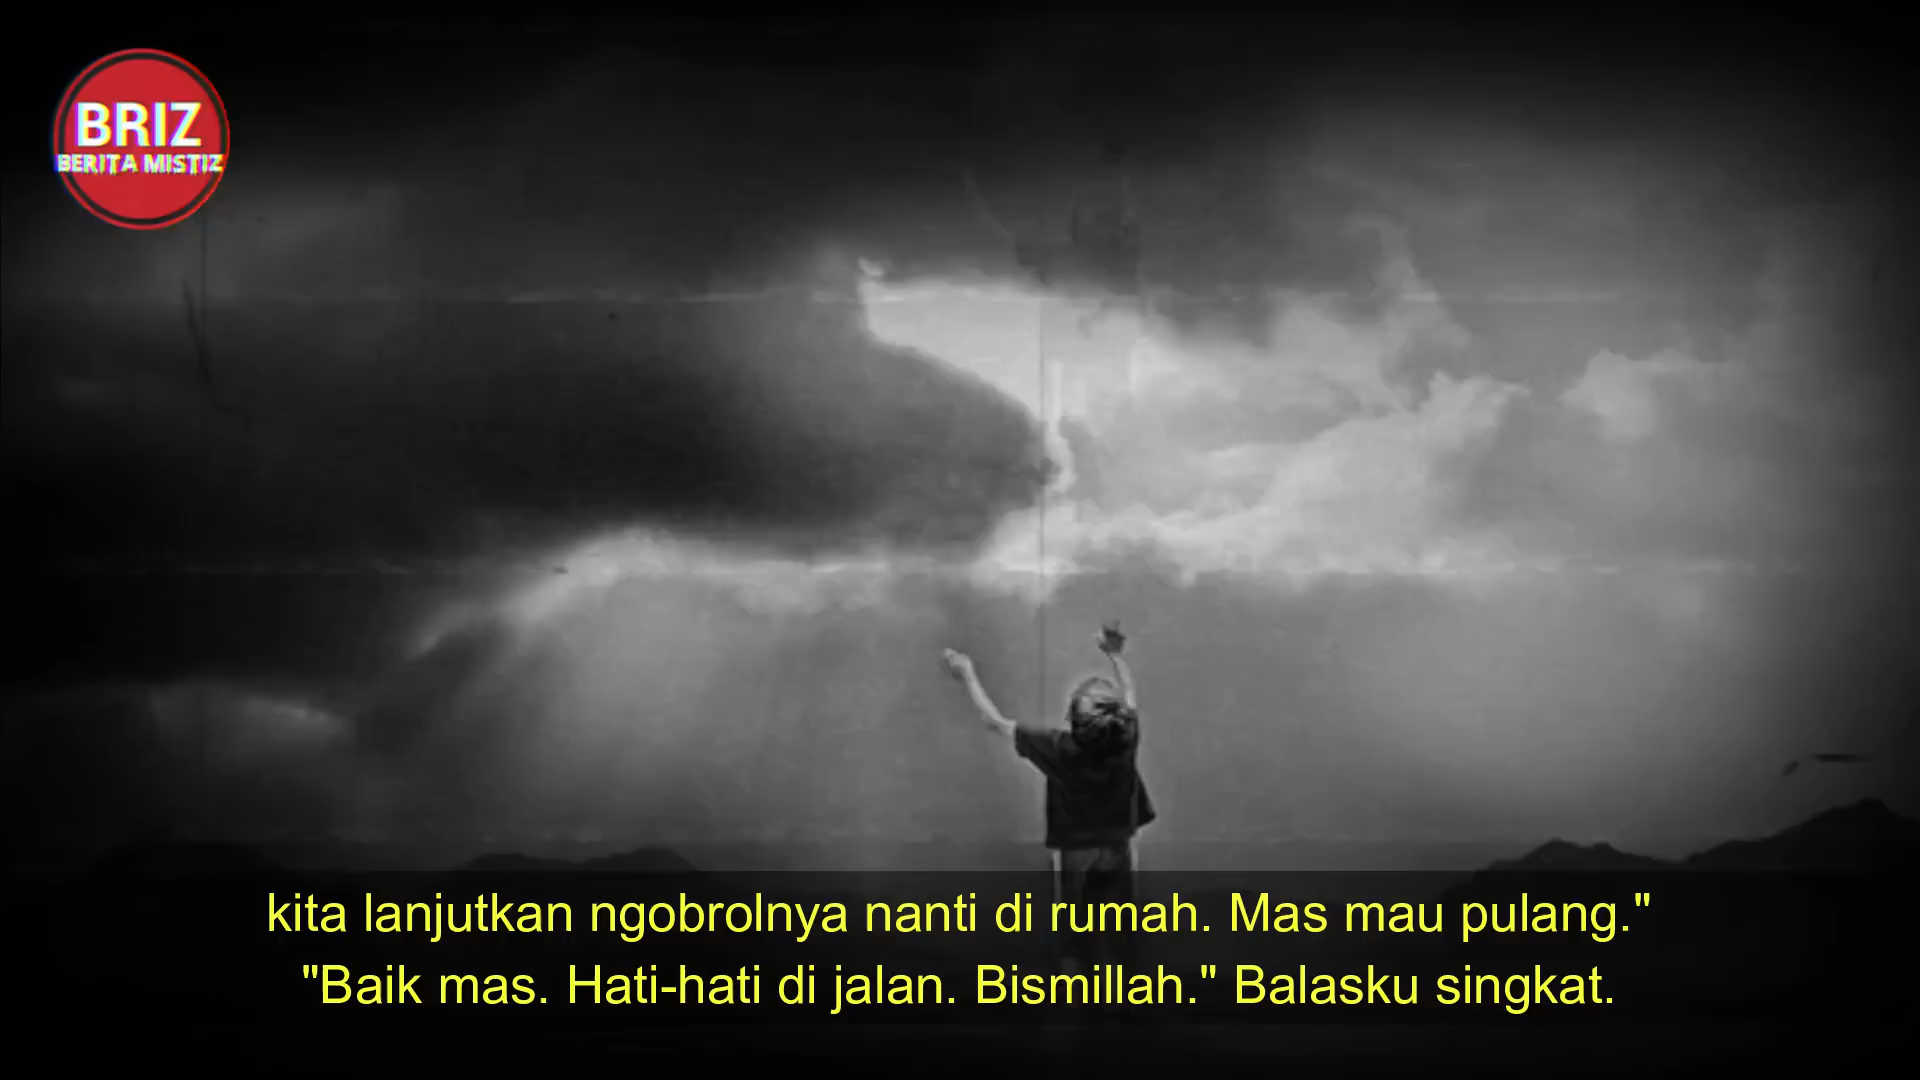 BRIZ
BERITA MISTIZ
kita lanjutkan ngobrolnya nanti di rumah. Mas mau pulang."
"Baik mas. Hati-hati di jalan. Bismillah." Balasku singkat.